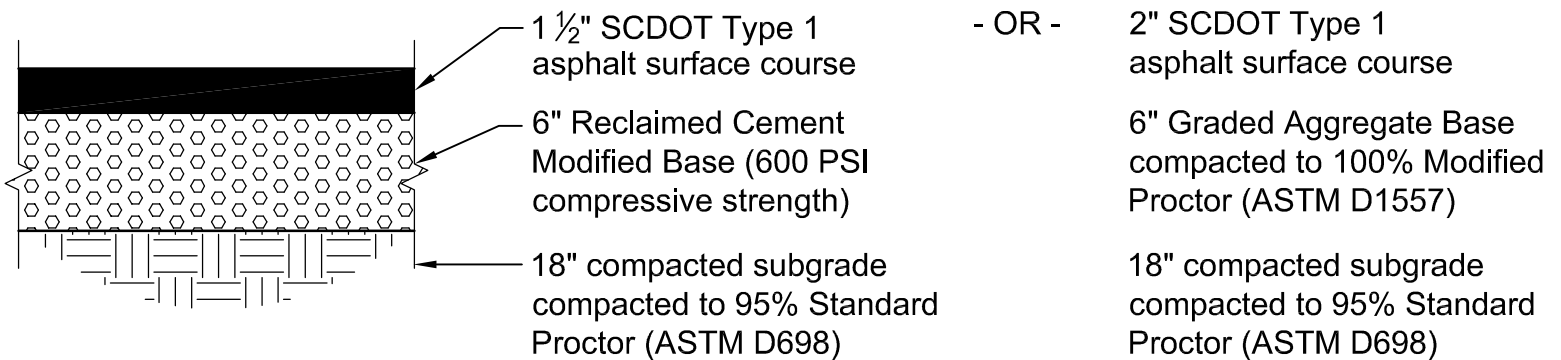 1 ½" SCDOT Type 1
asphalt surface course
6" Reclaimed Cement
Modified Base (600 PSI
compressive strength)
18" compacted subgrade
compacted to 95% Standard
Proctor (ASTM D698)
- OR -
2" SCDOT Type 1
asphalt surface course
6" Graded Aggregate Base
compacted to 100% Modified
Proctor (ASTM D1557)
18" compacted subgrade
compacted to 95% Standard
Proctor (ASTM D698)